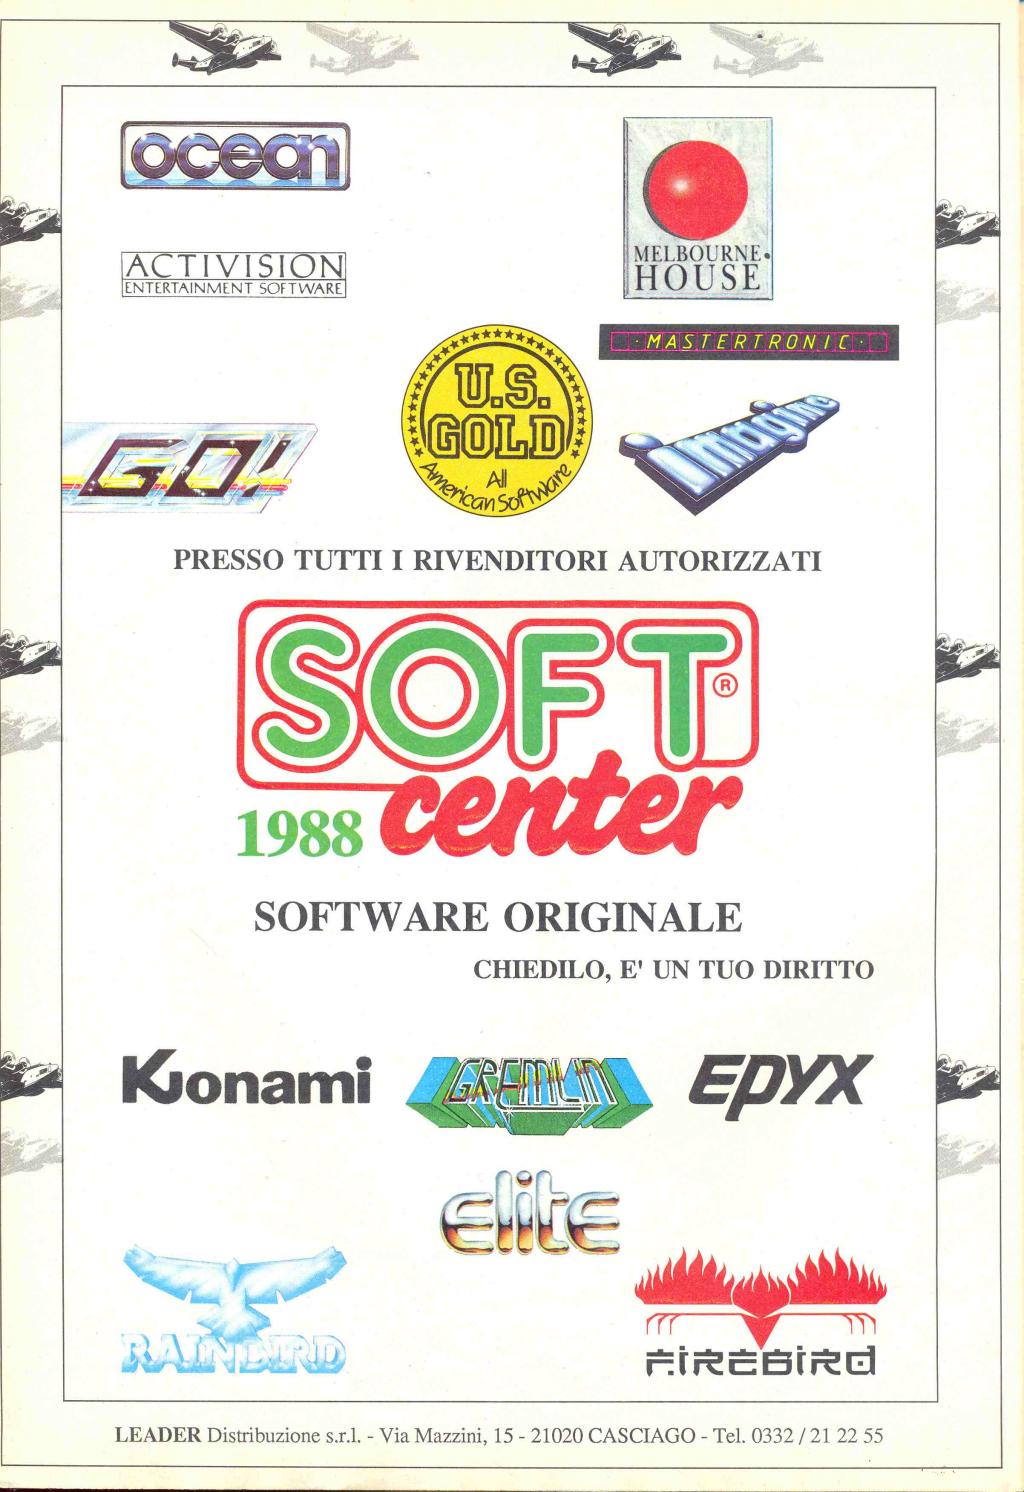 ocean
MELBOURNE
HOUSE
ACTIVISION
ENTERTAINMENT SOFTWARE
·MASTERTRONIC·
U.S.
GOLD
All
American Software
Imagine
GO!
PRESSO TUTTI I RIVENDITORI AUTORIZZATI
SOFT®
center
1988
SOFTWARE ORIGINALE
CHIEDILO, E' UN TUO DIRITTO
Konami
GREMLIN
EPYX
elite
RAINBIRD
FIREBIRD
LEADER Distribuzione s.r.l. - Via Mazzini, 15 - 21020 CASCIAGO - Tel. 0332 / 21 22 55